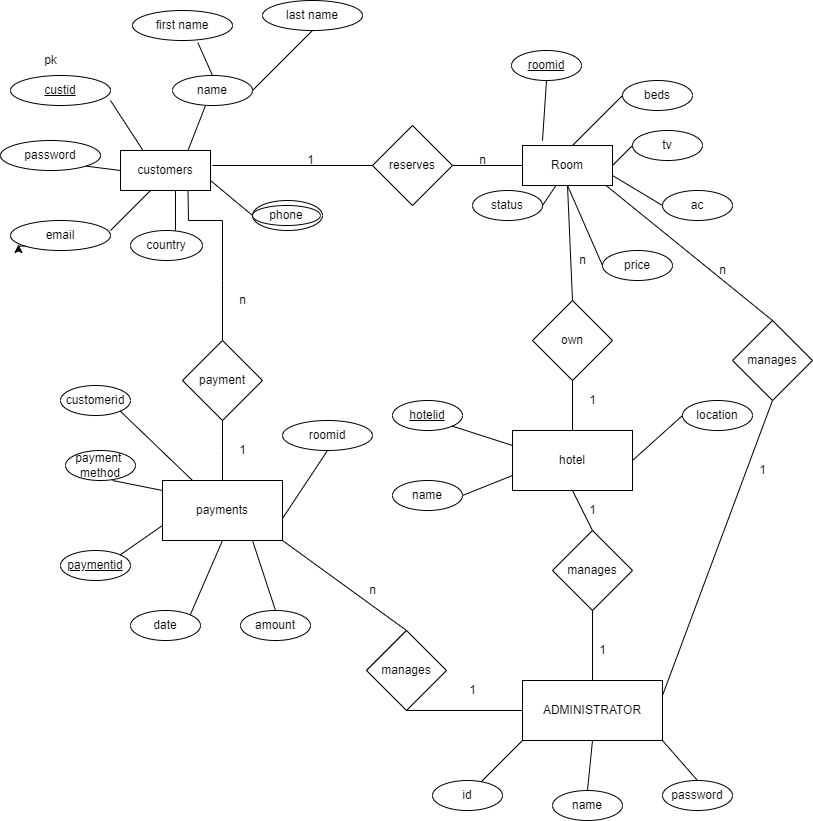 first name
last name
pk
custid
name
roomid
beds
password
customers
1
reserves
n
Room
tv
status
ac
phone
email
country
n
price
n
n
own
manages
payment
customerid
1
hotelid
location
roomid
1
payment
method
hotel
1
name
payments
1
manages
paymentid
n
date
amount
1
manages
1
ADMINISTRATOR
id
name
password